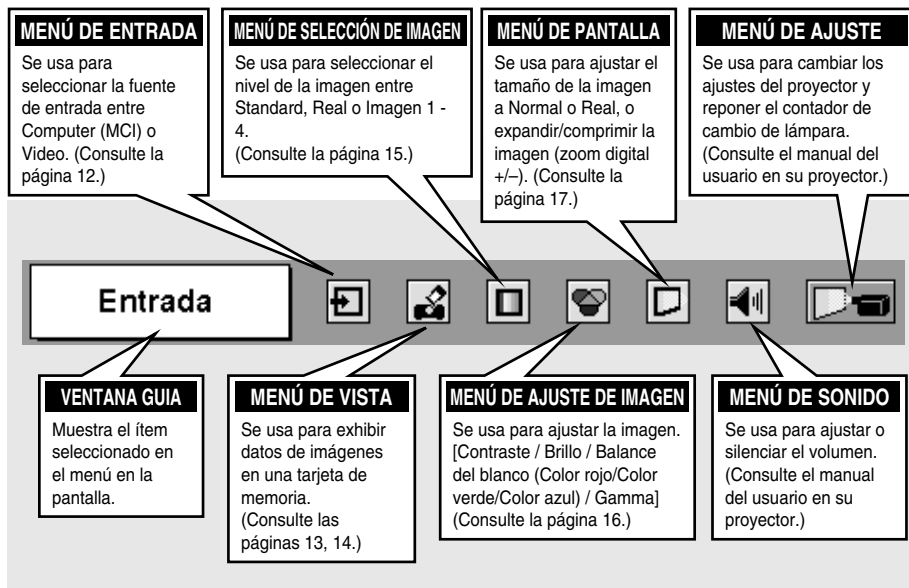 MENÚ DE ENTRADA
Se usa para
seleccionar la fuente
de entrada entre
Computer (MCI) o
Video. (Consulte la
página 12.)
MENÚ DE SELECCIÓN DE IMAGEN
Se usa para seleccionar el
nivel de la imagen entre
Standard, Real o Imagen 1 -
4.
(Consulte la página 15.)
MENÚ DE PANTALLA
Se usa para ajustar el
tamaño de la imagen
a Normal o Real, o
expandir/comprimir la
imagen (zoom digital
+/–). (Consulte la
página 17.)
MENÚ DE AJUSTE
Se usa para cambiar los
ajustes del proyector y
reponer el contador de
cambio de lámpara.
(Consulte el manual del
usuario en su proyector.)
Entrada
VENTANA GUIA
Muestra el ítem
seleccionado en
el menú en la
pantalla.
MENÚ DE VISTA
Se usa para exhibir
datos de imágenes
en una tarjeta de
memoria.
(Consulte las
páginas 13, 14.)
MENÚ DE AJUSTE DE IMAGEN
Se usa para ajustar la imagen.
[Contraste / Brillo / Balance
del blanco (Color rojo/Color
verde/Color azul) / Gamma]
(Consulte la página 16.)
MENÚ DE SONIDO
Se usa para ajustar o
silenciar el volumen.
(Consulte el manual
del usuario en su
proyector.)